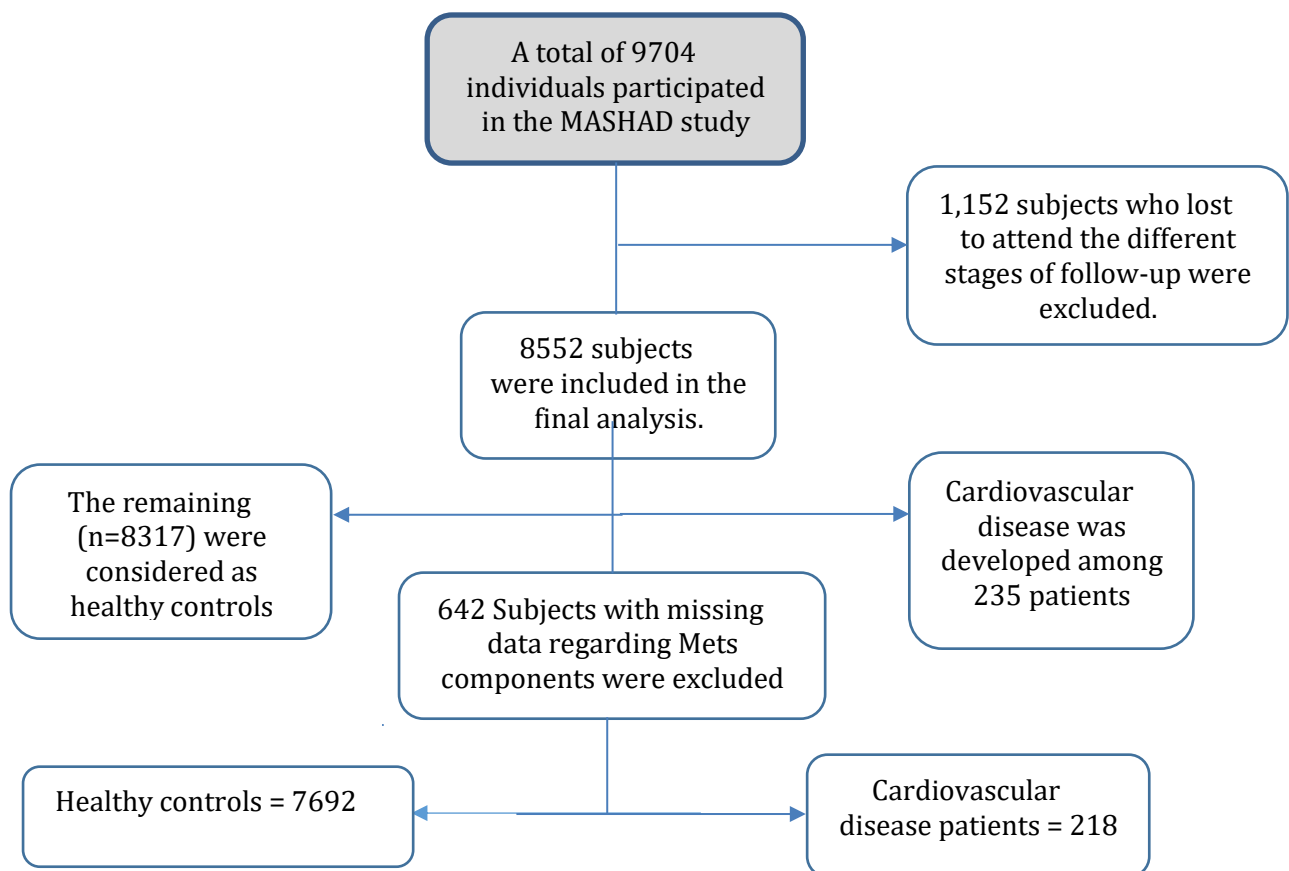 A total of 9704
individuals participated
in the MASHAD study
1,152 subjects who lost
to attend the different
stages of follow-up were
excluded.
8552 subjects
were included in the
final analysis.
The remaining
(n=8317) were
considered as
healthy controls
Cardiovascular
disease was
developed among
235 patients
642 Subjects with missing
data regarding Mets
components were excluded
Healthy controls = 7692
Cardiovascular
disease patients = 218